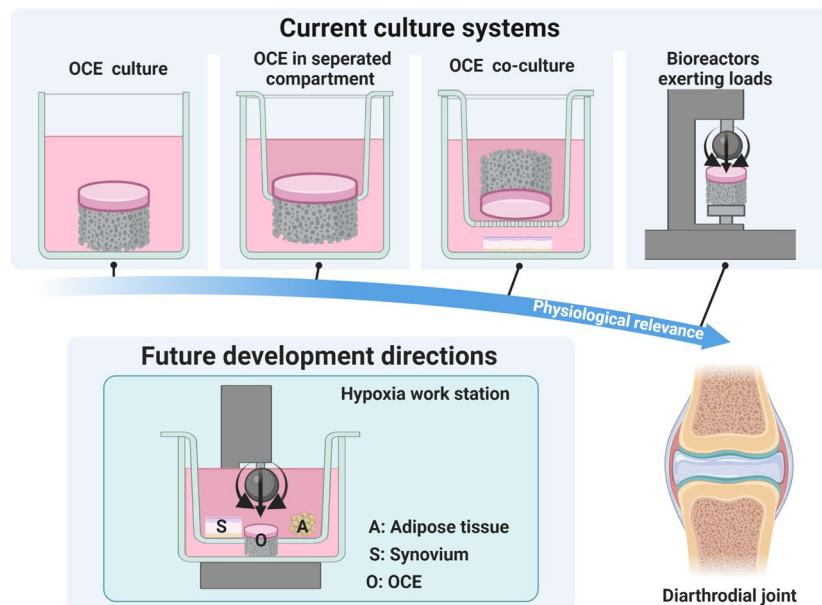 Current culture systems
OCE culture
OCE in seperated
compartment
OCE co-culture
Bioreactors
exerting loads
Physiological relevance
Future development directions
Hypoxia work station
S
O
A
A: Adipose tissue
S: Synovium
O: OCE
Diarthrodial joint